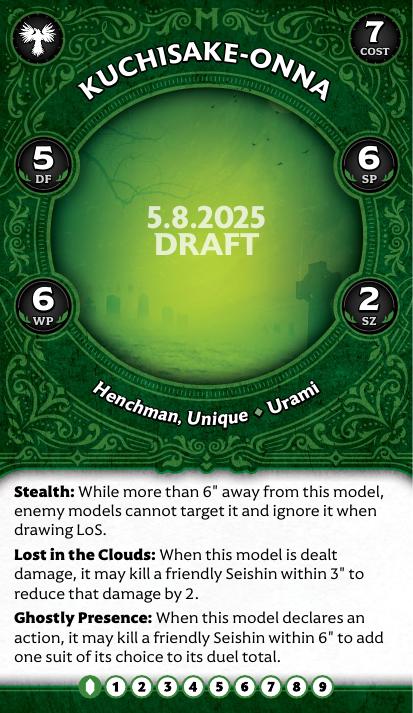 7
COST
KUCHISAKE-ONNA
5
DF
6
SP
5.8.2025
DRAFT
6
WP
2
SZ
Henchman, Unique ♦ Urami
Stealth: While more than 6" away from this model,
enemy models cannot target it and ignore it when
drawing LoS.
Lost in the Clouds: When this model is dealt
damage, it may kill a friendly Seishin within 3" to
reduce that damage by 2.
Ghostly Presence: When this model declares an
action, it may kill a friendly Seishin within 6" to add
one suit of its choice to its duel total.
1 2 3 4 5 6 7 8 9